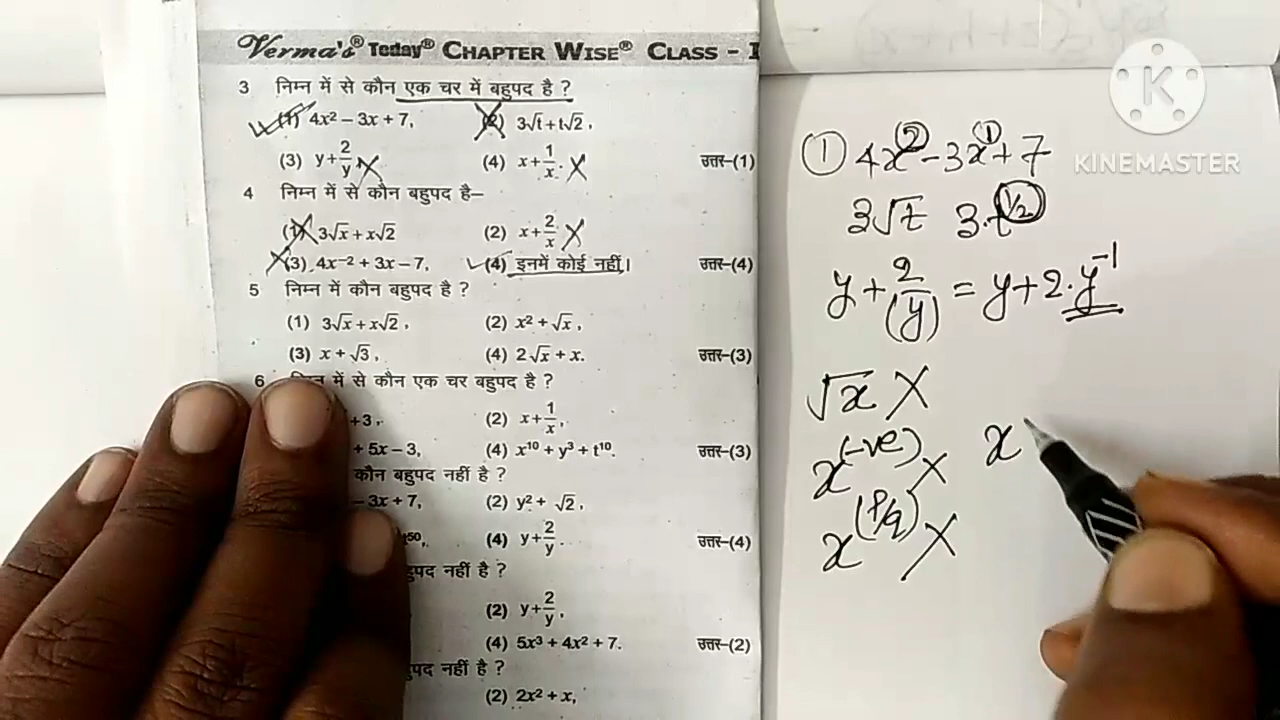 Verma's® Today® CHAPTER WISE® CLASS – I
3 निम्न में से कौन एक चर में बहुपद है ?
(1) 4x² – 3x + 7, (2) 3√t + t√2,
(3) y + 2/y (4) x + 1/x. उत्तर–(1)
4 निम्न में से कौन बहुपद है–
(1) 3√x + x√2 (2) x + 2/x
(3) 4x⁻² + 3x – 7, (4) इनमें कोई नहीं। उत्तर–(4)
5 निम्न में कौन बहुपद है ?
(1) 3√x + x√2, (2) x² + √x,
(3) x + √3, (4) 2√x + x. उत्तर–(3)
6 में से कौन एक चर बहुपद है ?
+ 3, (2) x + 1/x,
+ 5x – 3, (4) x¹⁰ + y³ + t¹⁰. उत्तर–(3)
कौन बहुपद नहीं है ?
– 3x + 7, (2) y² + √2,
⁵⁰, (4) y + 2/y. उत्तर–(4)
हुपद नहीं है ?
(2) y + 2/y,
(4) 5x³ + 4x² + 7. उत्तर–(2)
हुपद नहीं है ?
(2) 2x² + x,
① 4x² – 3x¹ + 7
3√t 3.t^1/2
y + 2/(y) = y + 2.y⁻¹
√x X
x^(-ve) X x
x^(P/q) X
K
KINEMASTER